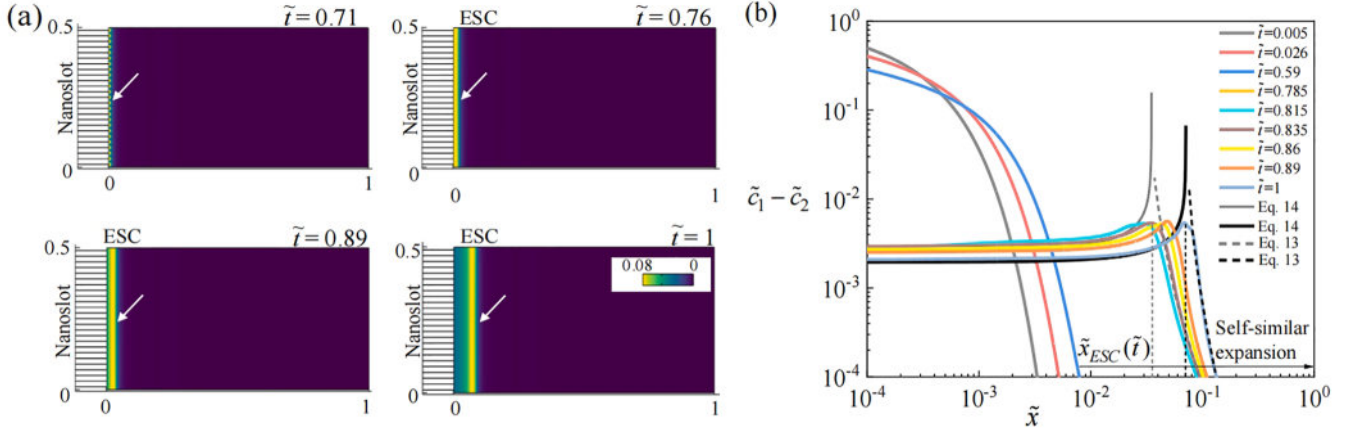 (a)
t̃ = 0.71
0.5
Nanoslot
0
0
1
ESC
t̃ = 0.76
0.5
Nanoslot
0
0
1
ESC
t̃ = 0.89
0.5
Nanoslot
0
0
1
ESC
t̃ = 1
0.5
0.08
0
Nanoslot
0
0
1
(b)
10⁰
10⁻¹
10⁻²
10⁻³
10⁻⁴
c̃₁ − c̃₂
t̃=0.005
t̃=0.026
t̃=0.59
t̃=0.785
t̃=0.815
t̃=0.835
t̃=0.86
t̃=0.89
t̃=1
Eq. 14
Eq. 14
Eq. 13
Eq. 13
x̃ESC(t̃)
Self-similar
expansion
10⁻⁴
10⁻³
10⁻²
10⁻¹
10⁰
x̃